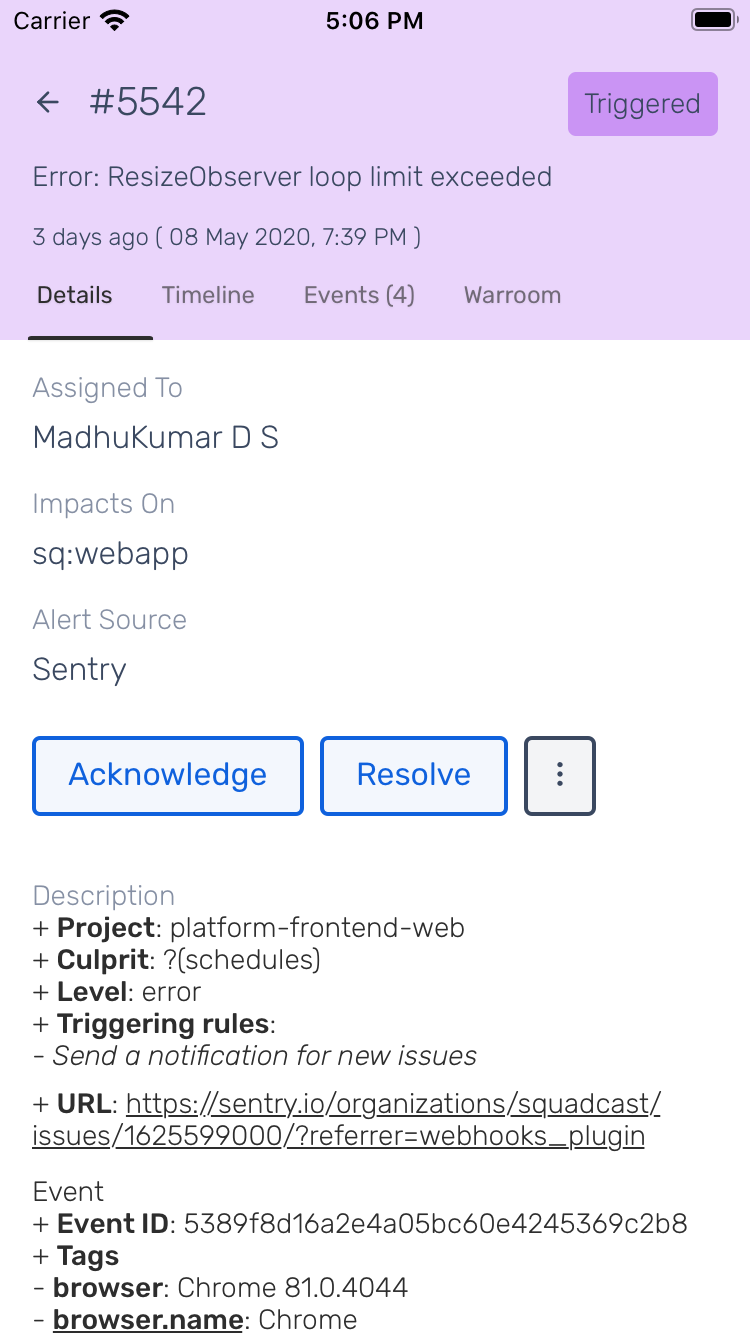 Carrier 5:06 PM
#5542 Triggered
Error: ResizeObserver loop limit exceeded
3 days ago ( 08 May 2020, 7:39 PM )
Details Timeline Events (4) Warroom
Assigned To
MadhuKumar D S
Impacts On
sq:webapp
Alert Source
Sentry
Acknowledge Resolve
Description
+ Project: platform-frontend-web
+ Culprit: ?(schedules)
+ Level: error
+ Triggering rules:
- Send a notification for new issues
+ URL: https://sentry.io/organizations/squadcast/
issues/1625599000/?referrer=webhooks_plugin
Event
+ Event ID: 5389f8d16a2e4a05bc60e4245369c2b8
+ Tags
- browser: Chrome 81.0.4044
- browser.name: Chrome